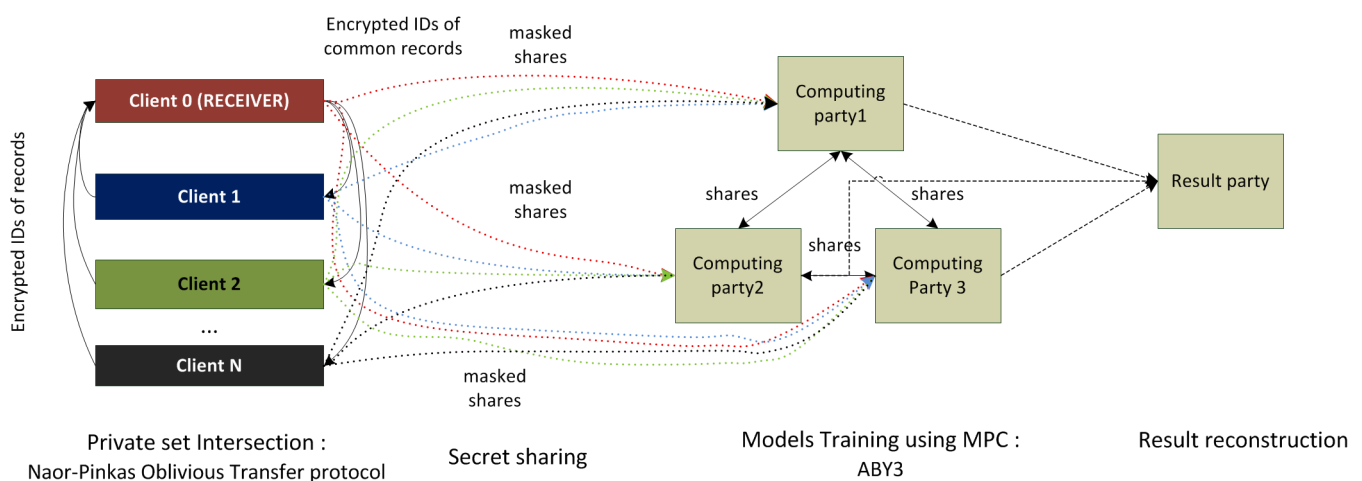 Encrypted IDs of
common records
masked
shares
Client 0 (RECEIVER)
Computing
party1
Encrypted IDs of records
Client 1
masked
shares
shares
shares
Result party
shares
Client 2
Computing
party2
Computing
Party 3
...
Client N
masked
shares
Private set Intersection :
Naor-Pinkas Oblivious Transfer protocol
Secret sharing
Models Training using MPC :
ABY3
Result reconstruction